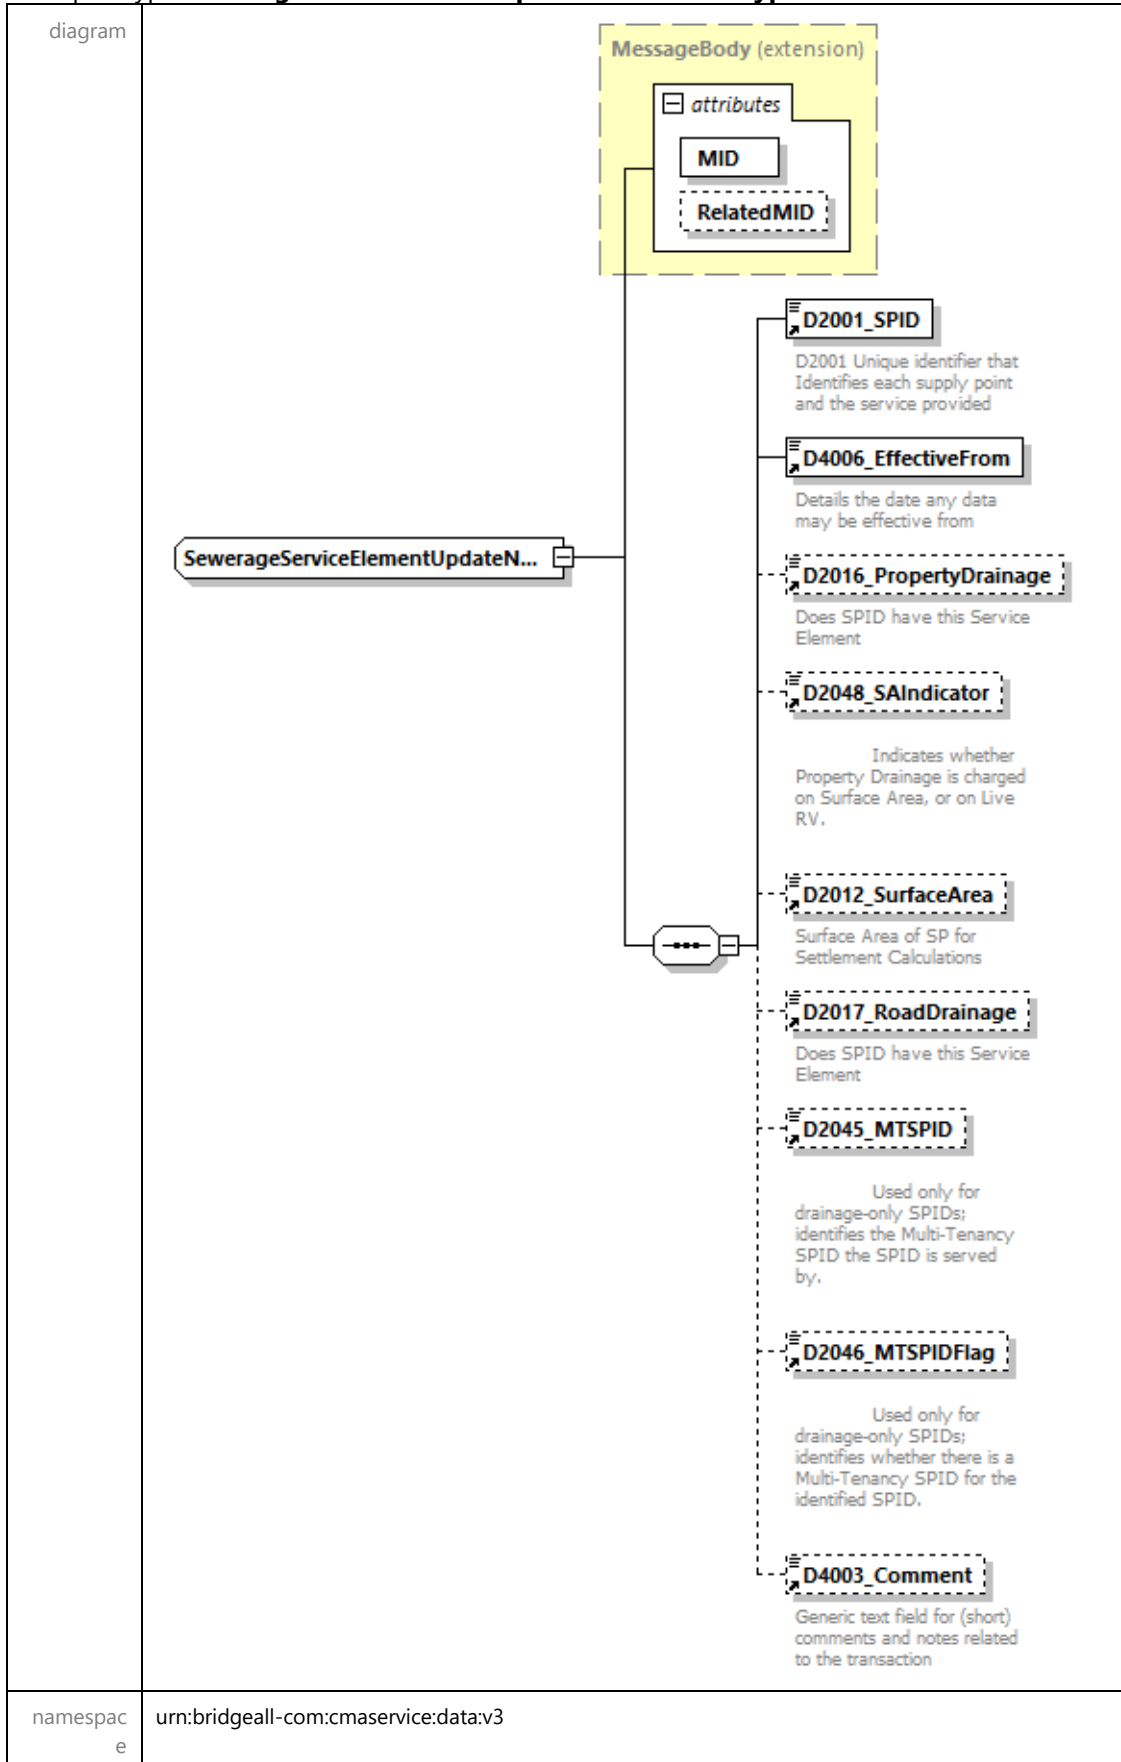 diagram
MessageBody (extension)
attributes
MID
RelatedMID
D2001_SPID
D2001 Unique identifier that
Identifies each supply point
and the service provided
D4006_EffectiveFrom
Details the date any data
may be effective from
SewerageServiceElementUpdateN...
D2016_PropertyDrainage
Does SPID have this Service
Element
D2048_SAIndicator
Indicates whether
Property Drainage is charged
on Surface Area, or on Live
RV.
D2012_SurfaceArea
Surface Area of SP for
Settlement Calculations
D2017_RoadDrainage
Does SPID have this Service
Element
D2045_MTSPID
Used only for
drainage-only SPIDs;
identifies the Multi-Tenancy
SPID the SPID is served
by.
D2046_MTSPIDFlag
Used only for
drainage-only SPIDs;
identifies whether there is a
Multi-Tenancy SPID for the
identified SPID.
D4003_Comment
Generic text field for (short)
comments and notes related
to the transaction
namespac
e
urn:bridgeall-com:cmaservice:data:v3